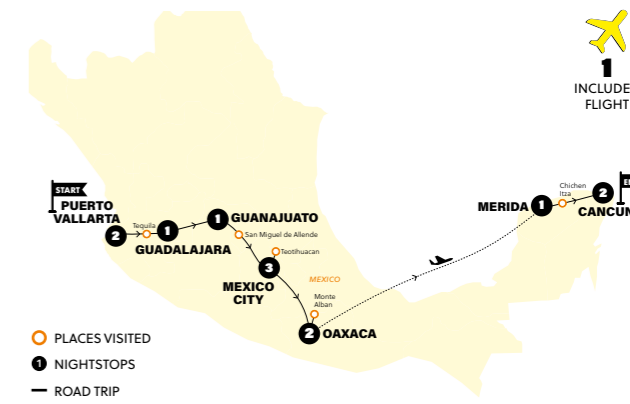 1
INCLUDE
FLIGHT
START
PUERTO
VALLARTA
2
Tequila
1
GUADALAJARA
1
GUANAJUATO
San Miguel de Allende
Teotihuacan
3
MEXICO
CITY
MEXICO
Monte
Alban
2
OAXACA
MERIDA
1
Chichen
Itza
2
CANCUN
E
PLACES VISITED
1
NIGHTSTOPS
ROAD TRIP